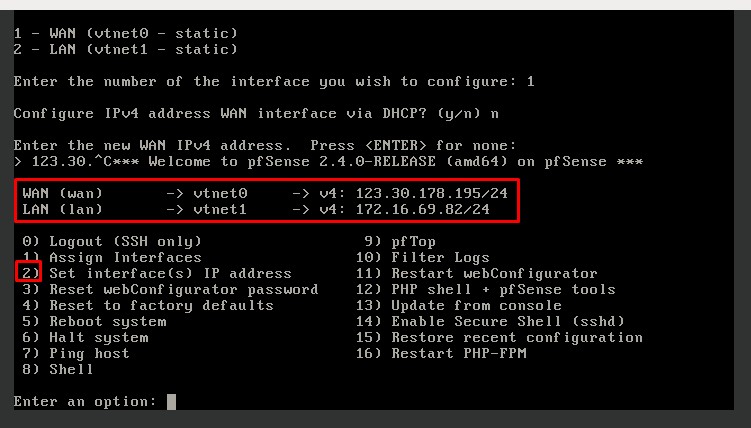 1 - WAN (vtnet0 - static)
2 - LAN (vtnet1 - static)
Enter the number of the interface you wish to configure: 1
Configure IPv4 address WAN interface via DHCP? (y/n) n
Enter the new WAN IPv4 address.  Press <ENTER> for none:
> 123.30.^C*** Welcome to pfSense 2.4.0-RELEASE (amd64) on pfSense ***
WAN (wan)       -> vtnet0     -> v4: 123.30.178.195/24
LAN (lan)       -> vtnet1     -> v4: 172.16.69.82/24
0) Logout (SSH only)                  9) pfTop
1) Assign Interfaces                 10) Filter Logs
2) Set interface(s) IP address       11) Restart webConfigurator
3) Reset webConfigurator password    12) PHP shell + pfSense tools
4) Reset to factory defaults         13) Update from console
5) Reboot system                     14) Enable Secure Shell (sshd)
6) Halt system                       15) Restore recent configuration
7) Ping host                         16) Restart PHP-FPM
8) Shell
Enter an option: